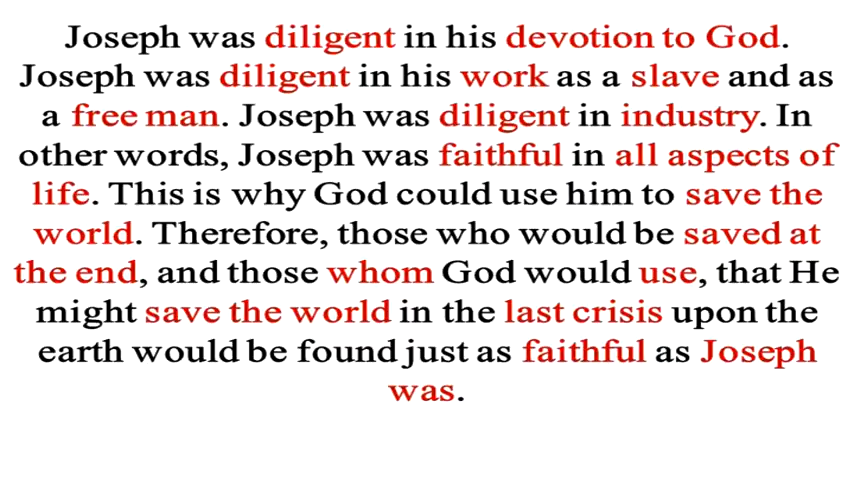 Joseph was diligent in his devotion to God.
Joseph was diligent in his work as a slave and as
a free man. Joseph was diligent in industry. In
other words, Joseph was faithful in all aspects of
life. This is why God could use him to save the
world. Therefore, those who would be saved at
the end, and those whom God would use, that He
might save the world in the last crisis upon the
earth would be found just as faithful as Joseph
was.